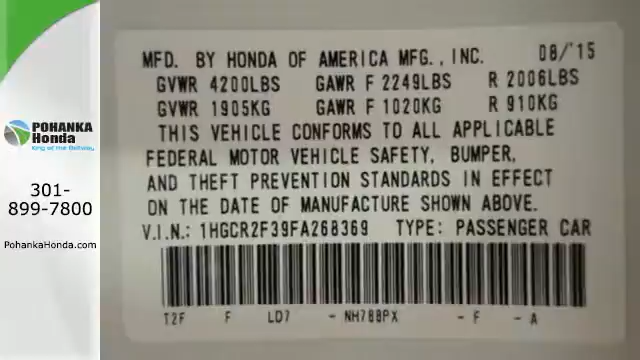 POHANKA
Honda
King of the Beltway
301-
899-7800
PohankaHonda.com
MFD. BY HONDA OF AMERICA MFG., INC. 08/'15
GVWR 4200LBS GAWR F 2249LBS R 2006LBS
GVWR 1905KG GAWR F 1020KG R 910KG
THIS VEHICLE CONFORMS TO ALL APPLICABLE
FEDERAL MOTOR VEHICLE SAFETY, BUMPER,
AND THEFT PREVENTION STANDARDS IN EFFECT
ON THE DATE OF MANUFACTURE SHOWN ABOVE.
V.I.N.: 1HGCR2F39FA268369 TYPE: PASSENGER CAR
T2F F LD7 - NH788PX - F - A